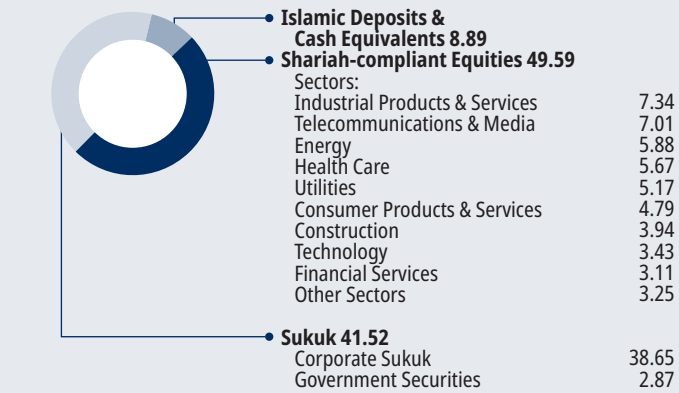 Islamic Deposits &
Cash Equivalents 8.89
Shariah-compliant Equities 49.59
Sectors:
Industrial Products & Services 7.34
Telecommunications & Media 7.01
Energy 5.88
Health Care 5.67
Utilities 5.17
Consumer Products & Services 4.79
Construction 3.94
Technology 3.43
Financial Services 3.11
Other Sectors 3.25
Sukuk 41.52
Corporate Sukuk 38.65
Government Securities 2.87